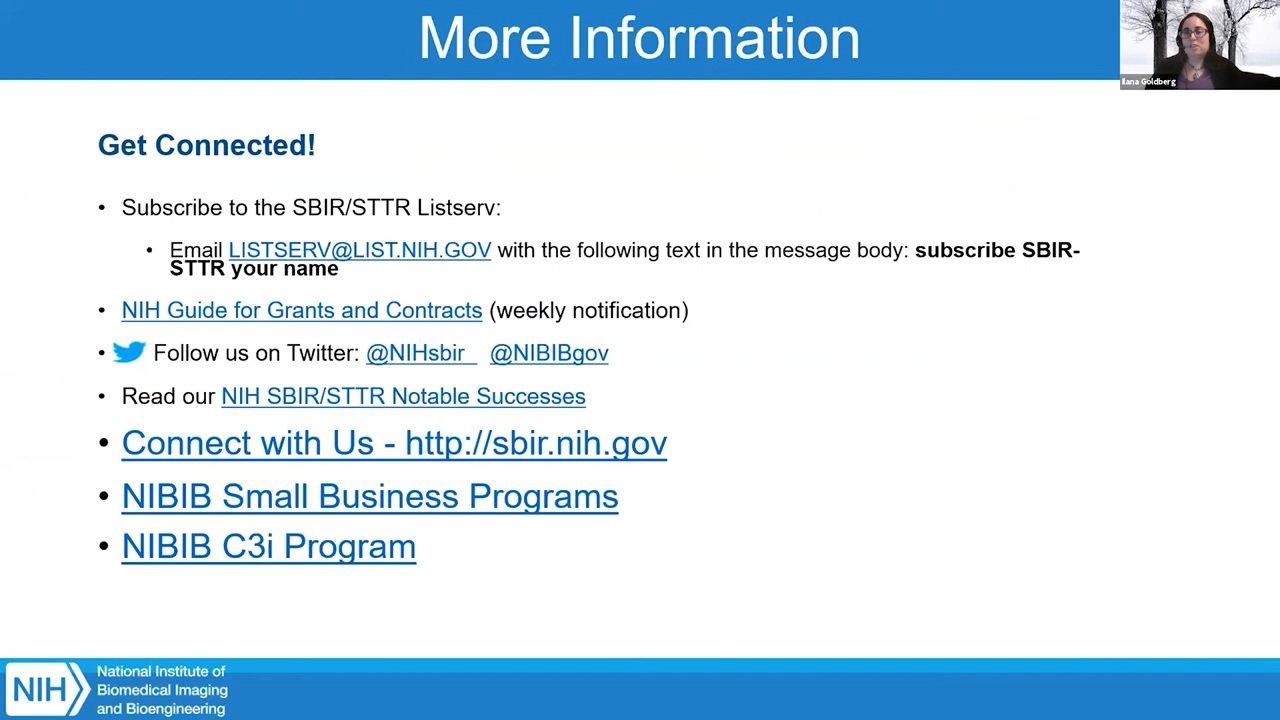 More Information
Ilana Goldberg
Get Connected!
• Subscribe to the SBIR/STTR Listserv:
• Email LISTSERV@LIST.NIH.GOV with the following text in the message body: subscribe SBIR-
STTR your name
• NIH Guide for Grants and Contracts (weekly notification)
• Follow us on Twitter: @NIHsbir @NIBIBgov
• Read our NIH SBIR/STTR Notable Successes
• Connect with Us - http://sbir.nih.gov
• NIBIB Small Business Programs
• NIBIB C3i Program
NIH
National Institute of
Biomedical Imaging
and Bioengineering